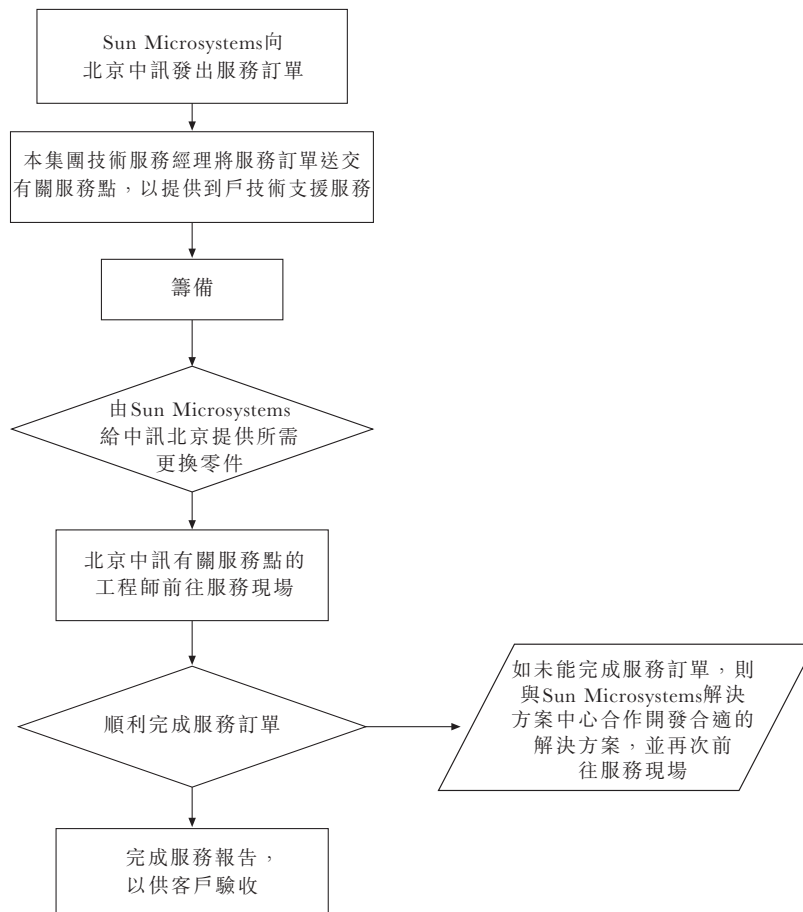 Sun Microsystems向
北京中訊發出服務訂單
本集團技術服務經理將服務訂單送交
有關服務點，以提供到戶技術支援服務
籌備
由Sun Microsystems
給中訊北京提供所需
更換零件
北京中訊有關服務點的
工程師前往服務現場
順利完成服務訂單
如未能完成服務訂單，則
與Sun Microsystems解決
方案中心合作開發合適的
解決方案，並再次前
往服務現場
完成服務報告，
以供客戶驗收